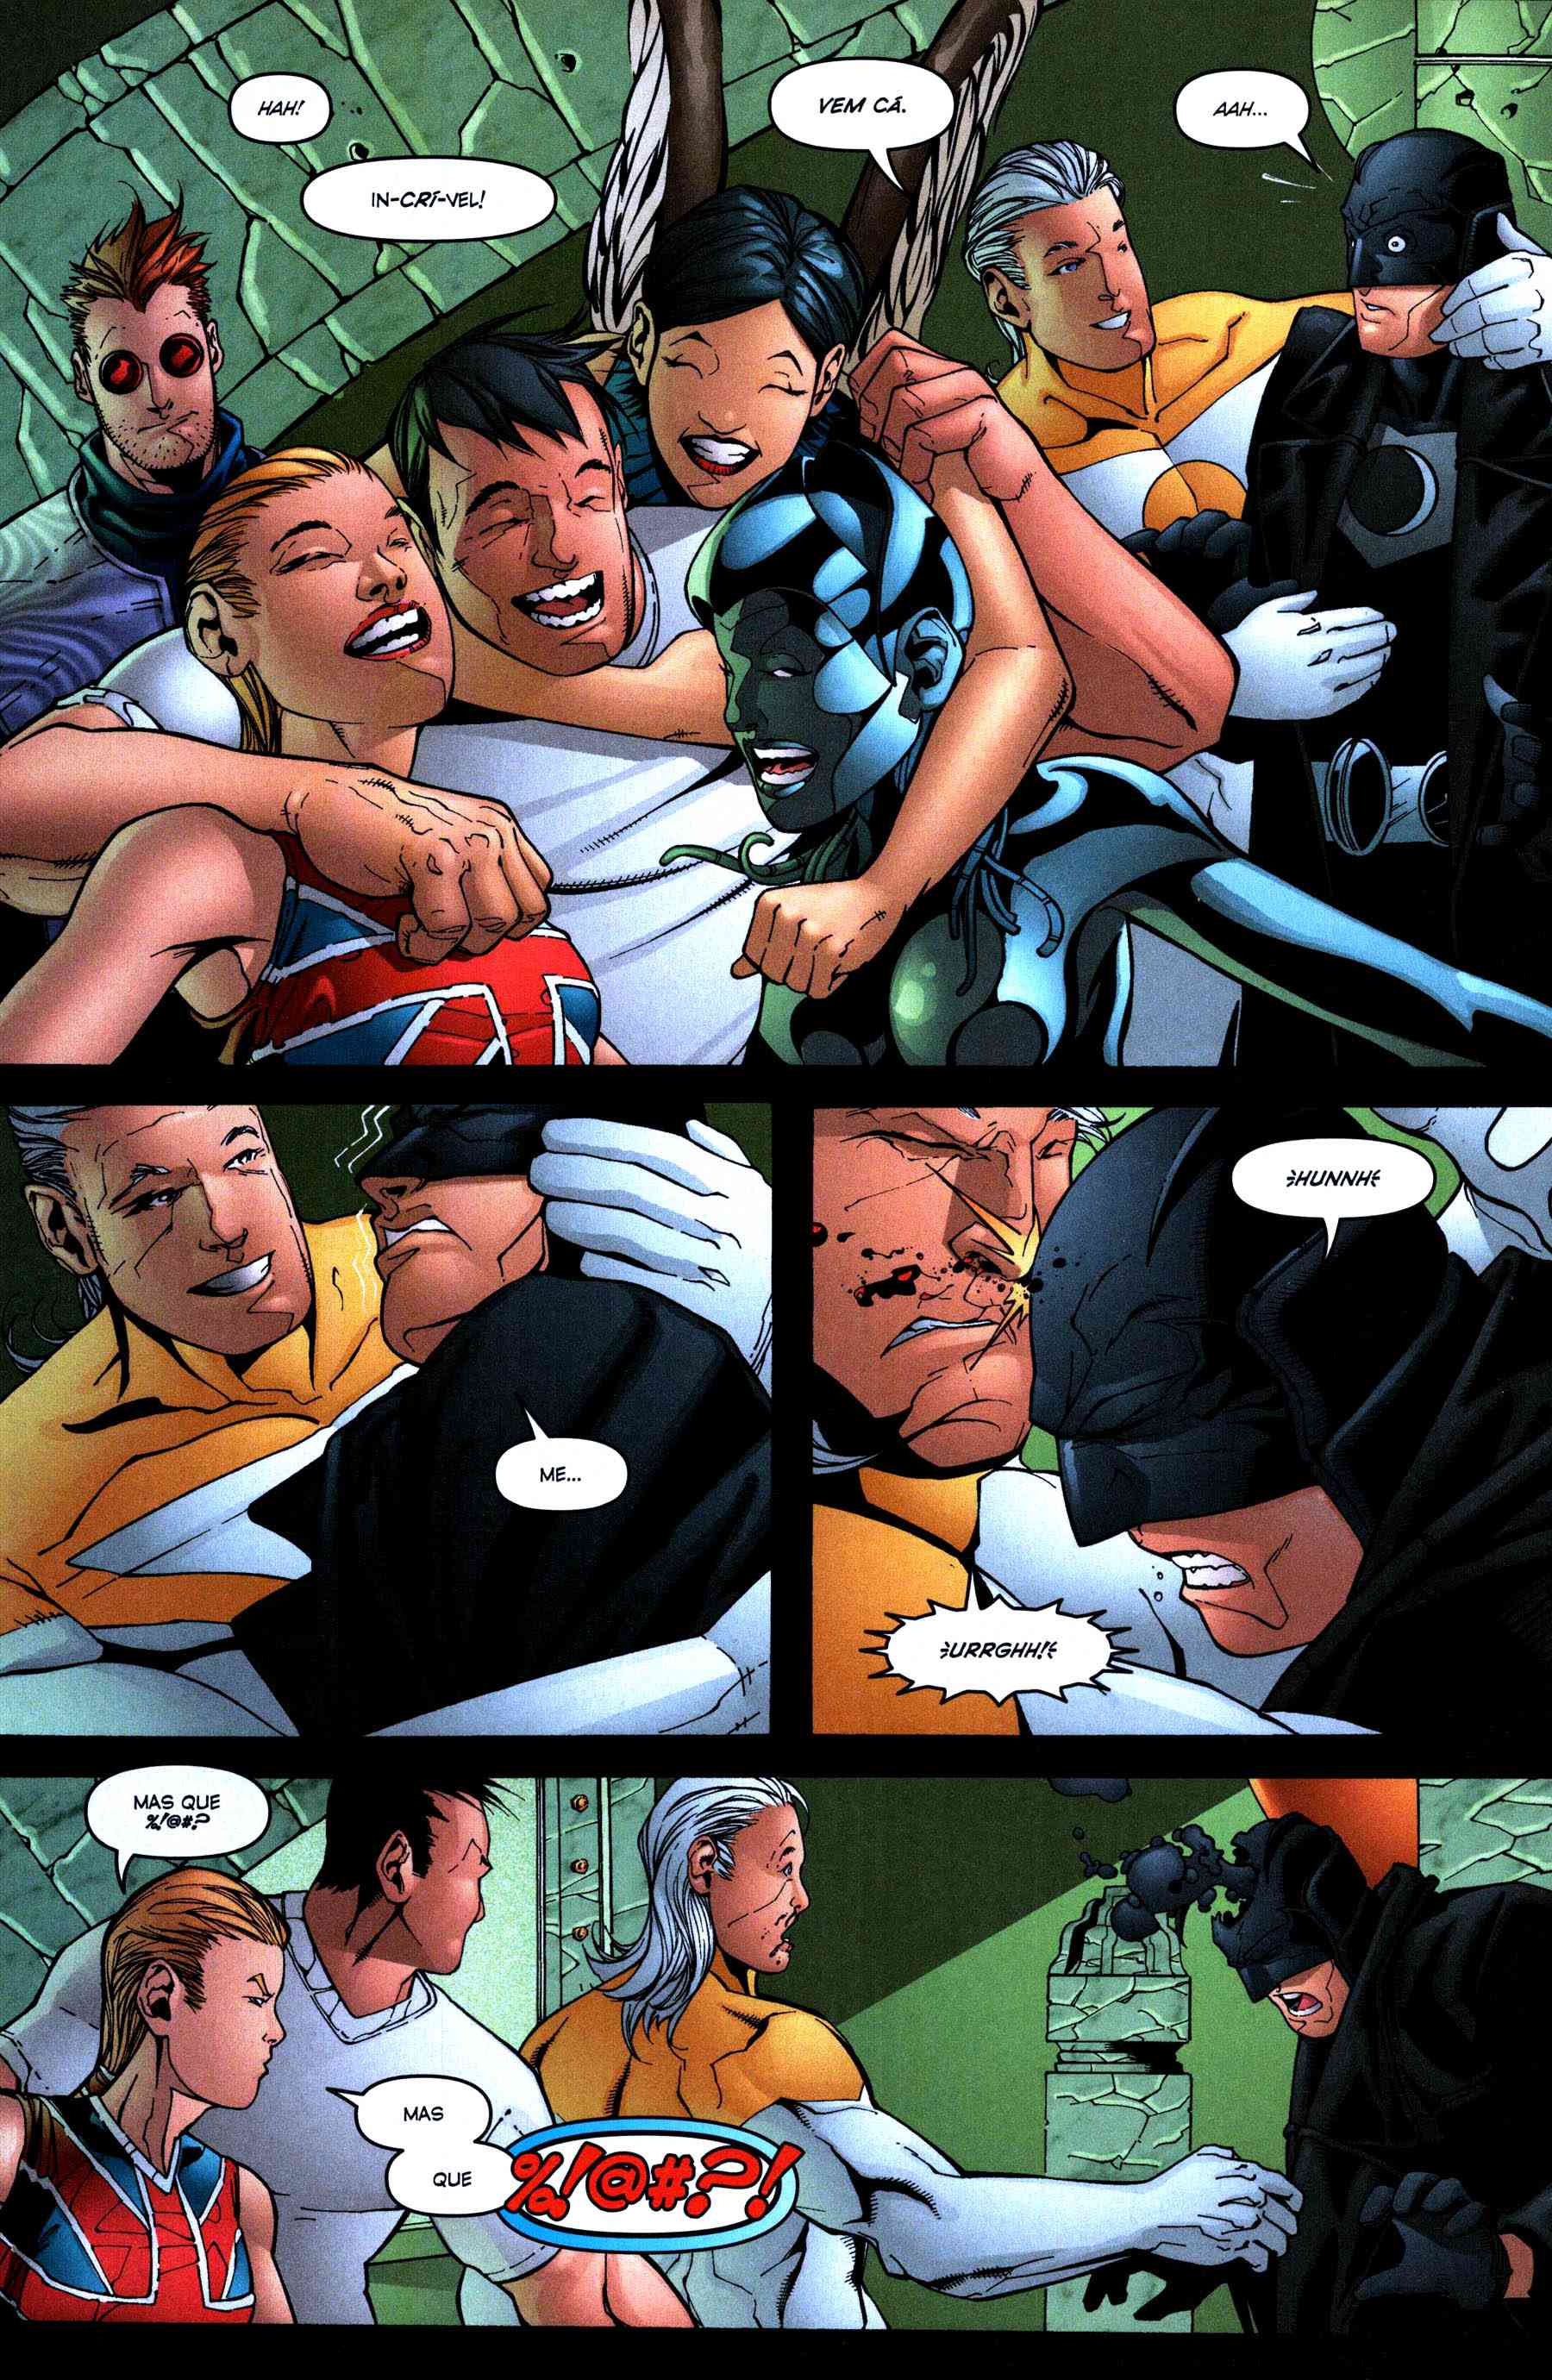 HAH!
IN-CRÍ-VEL!
VEM CÁ.
AAH...
ME...
HUNNH
URRGHH!
MAS QUE
%!@#?
MAS
QUE
%!@#?!